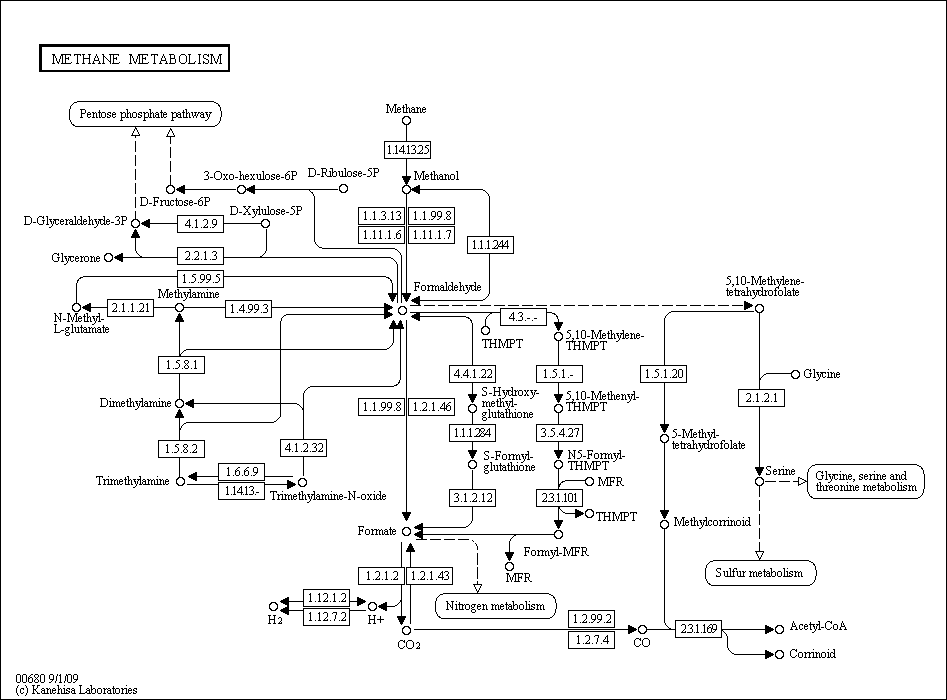 METHANE METABOLISM
Pentose phosphate pathway
Methane
1.14.13.25
3-Oxo-hexulose-6P
D-Ribulose-5P
Methanol
D-Fructose-6P
D-Xylulose-5P
D-Glyceraldehyde-3P
4.1.2.9
1.1.3.13
1.1.99.8
1.11.1.6
1.11.1.7
1.1.1.244
Glycerone
2.2.1.3
1.5.99.5
Methylamine
Formaldehyde
5,10-Methylene-
tetrahydrofolate
2.1.1.21
1.4.99.3
N-Methyl-
L-glutamate
4.3.-.-
THMPT
5,10-Methylene-
THMPT
1.5.8.1
4.4.1.22
1.5.1.-
1.5.1.20
Glycine
2.1.2.1
Dimethylamine
1.1.99.8
1.2.1.46
S-Hydroxy-
methyl-
glutathione
5,10-Methenyl-
THMPT
1.5.8.2
4.1.2.32
1.1.1.284
3.5.4.27
5-Methyl-
tetrahydrofolate
S-Formyl-
glutathione
N5-Formyl-
THMPT
Trimethylamine
1.6.6.9
1.14.13.-
Trimethylamine-N-oxide
3.1.2.12
2.3.1.101
MFR
THMPT
Serine
Glycine, serine and
threonine metabolism
Formate
Methylcorrinoid
Formyl-MFR
MFR
Sulfur metabolism
1.2.1.2
1.2.1.43
Nitrogen metabolism
H2
1.12.1.2
1.12.7.2
H+
CO2
1.2.99.2
1.2.7.4
CO
2.3.1.169
Acetyl-CoA
Corrinoid
00680 9/1/09
(c) Kanehisa Laboratories